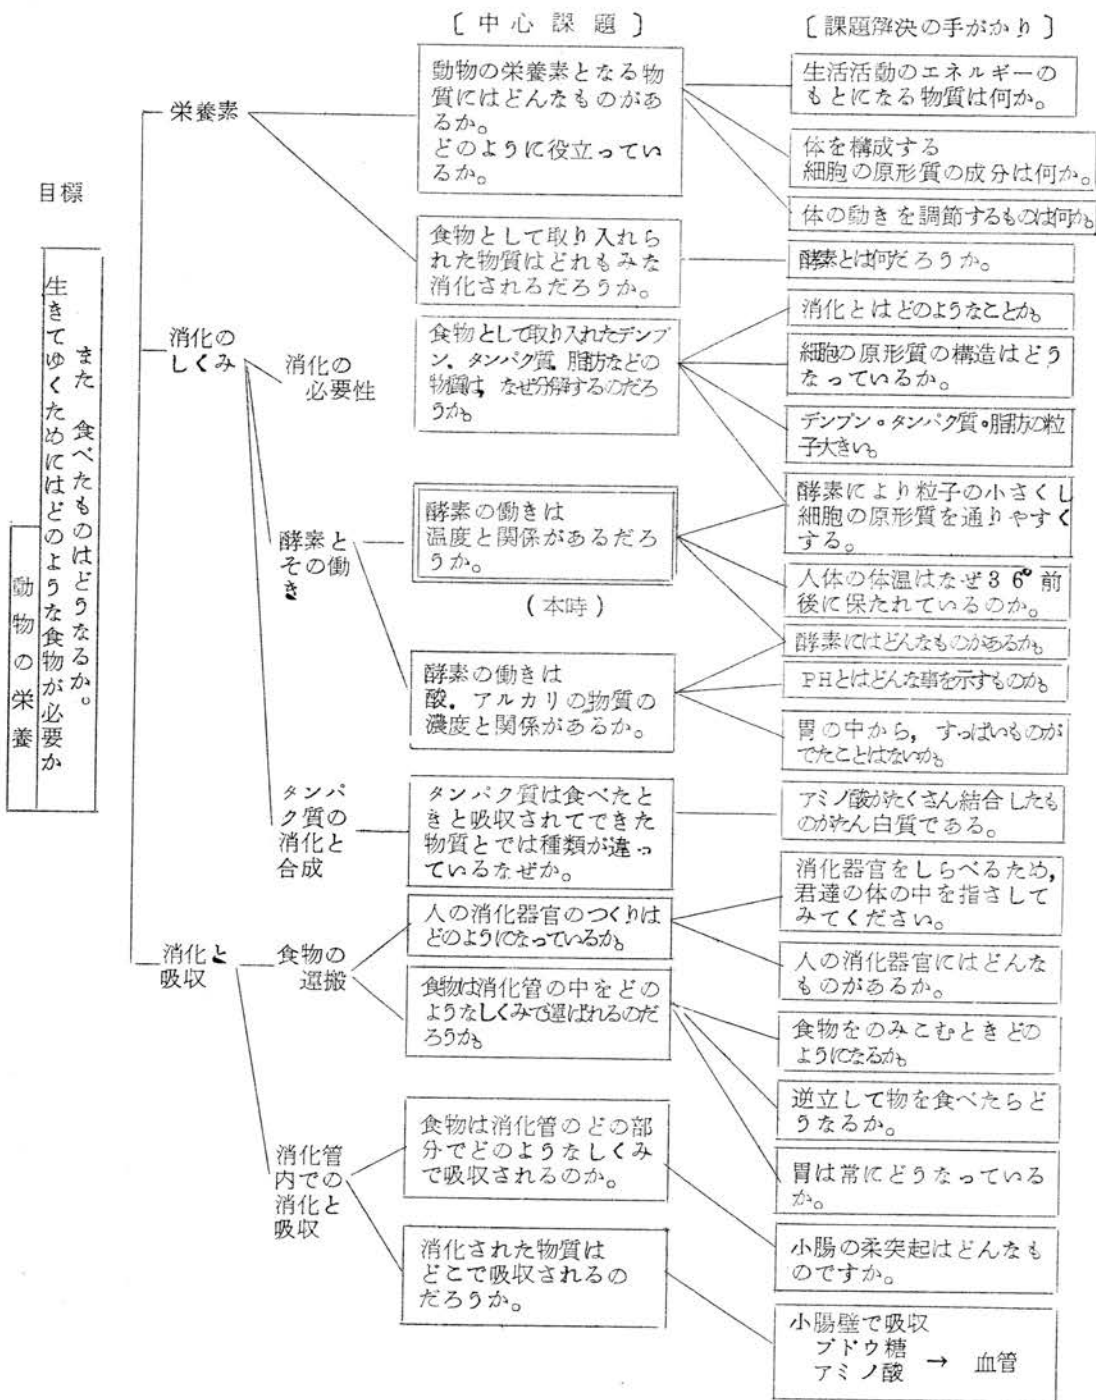 [中心課題]
[課題解決の手がかり]
目標
生きてゆくためにはどのような食物が必要か
また 食べたものはどうなるか。
動物の栄養
栄養素
動物の栄養素となる物
質にはどんなものがあ
るか。
どのように役立ってい
るか。
生活活動のエネルギーの
もとになる物質は何か。
体を構成する
細胞の原形質の成分は何か。
体の動きを調節するものは何か。
食物として取り入れら
れた物質はどれもみな
消化されるだろうか。
酵素とは何だろうか。
消化の
しくみ
消化の
必要性
食物として取り入れたデンプ
ン.タンパク質.脂肪などの
物質は,なぜ分解するのだろ
うか。
消化とはどのようなことか。
細胞の原形質の構造はどう
なっているか。
デンプン・タンパク質・脂肪の粒
子大きい。
酵素により粒子の小さくし
細胞の原形質を通りやすく
する。
酵素と
その働
き
酵素の働きは
温度と関係があるだろ
うか。
(本時)
人体の体温はなぜ36°前
後に保たれているのか。
酵素にはどんなものがあるか。
酵素の働きは
酸.アルカリの物質の
濃度と関係があるか。
PHとはどんな事を示すものか。
胃の中から,すっぱいものが
でたことはないか。
タンパ
ク質の
消化と
合成
タンパク質は食べたと
きと吸収されてできた
物質とでは種類が違っ
ているなぜか。
アミノ酸がたくさん結合したも
のがたん白質である。
消化と
吸収
食物の
運搬
人の消化器官のつくりは
どのようになっているか。
消化器官をしらべるため,
君達の体の中を指さして
みてください。
人の消化器官にはどんな
ものがあるか。
食物は消化管の中をどの
ようなしくみで運ばれるのだ
ろうか。
食物をのみこむときどの
ようになるか。
逆立して物を食べたらど
うなるか。
胃は常にどうなっている
か。
消化管
内での
消化と
吸収
食物は消化管のどの部
分でどのようなしくみ
で吸収されるのか。
小腸の柔突起はどんなも
のですか。
消化された物質は
どこで吸収されるの
だろうか。
小腸壁で吸収
ブドウ糖
アミノ酸 → 血管